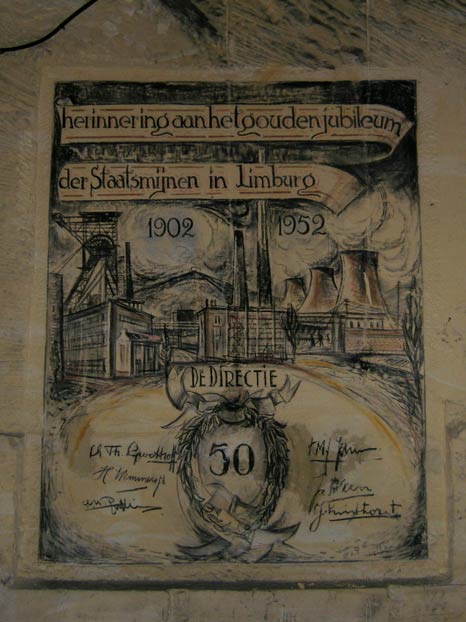 herinnering aan het gouden jubileum
der Staatsmijnen in Limburg
1902 1952
DE DIRECTIE
50